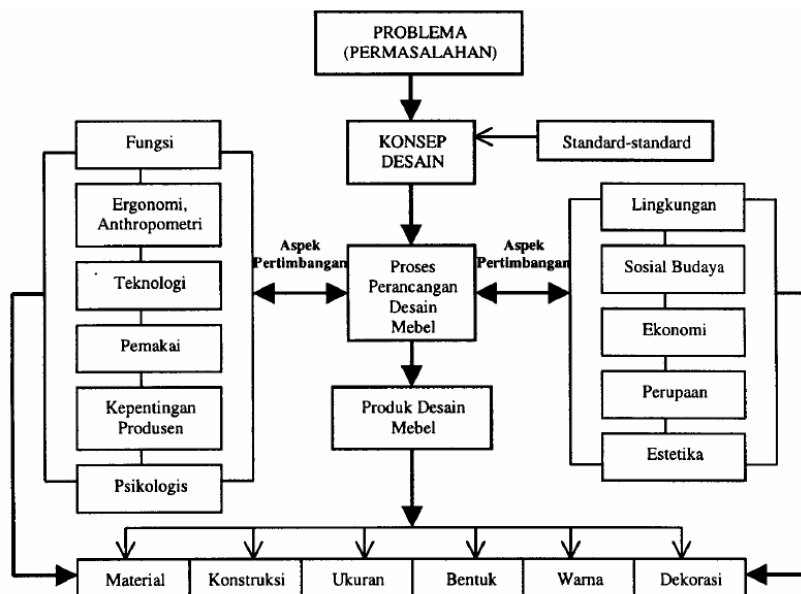 PROBLEMA
(PERMASALAHAN)
KONSEP
DESAIN
Standard-standard
Fungsi
Ergonomi,
Anthropometri
Teknologi
Pemakai
Kepentingan
Produsen
Psikologis
Aspek
Pertimbangan
Proses
Perancangan
Desain
Mebel
Aspek
Pertimbangan
Lingkungan
Sosial Budaya
Ekonomi
Perupaan
Estetika
Produk Desain
Mebel
Material
Konstruksi
Ukuran
Bentuk
Warna
Dekorasi